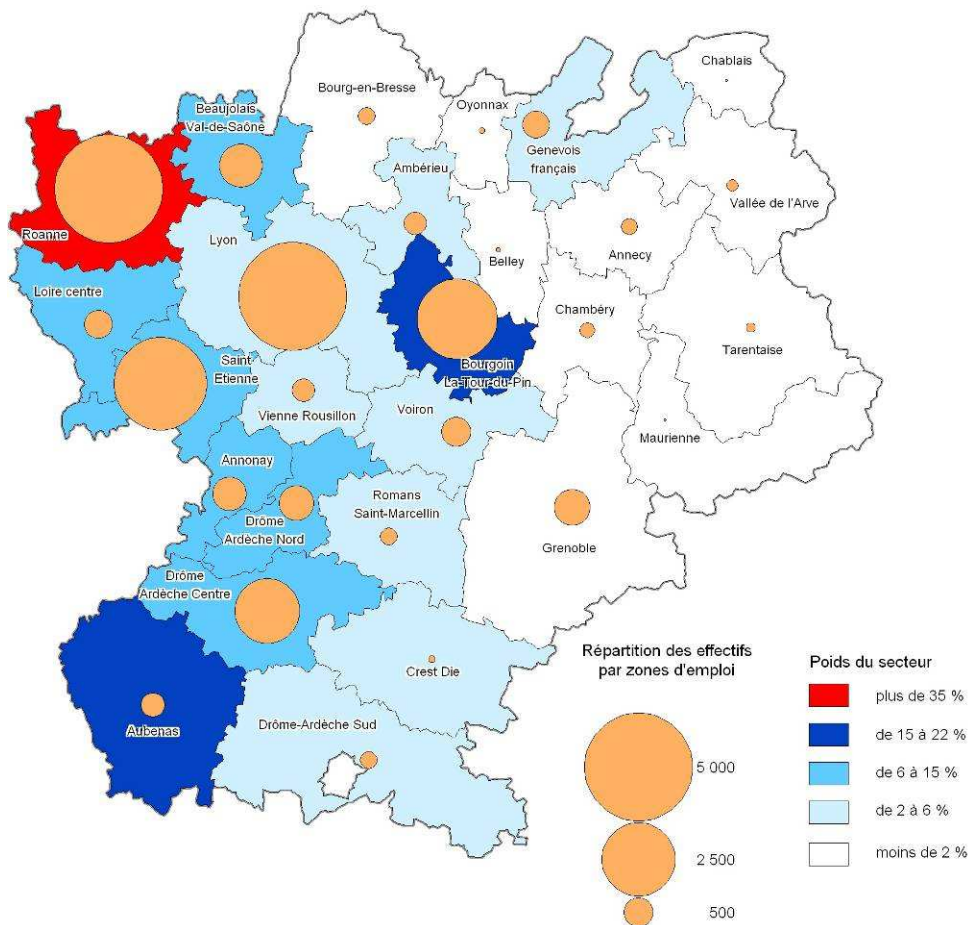 Chablais
Bourg-en-Bresse
Oyonnax
Beaujolais
Val-de-Saône
Genevois
français
Ambérieu
Vallée de l'Arve
Roanne
Lyon
Annecy
Belley
Loire centre
Chambéry
Tarentaise
Saint
Etienne
Bourgoin
La-Tour-du-Pin
Vienne Rousillon
Voiron
Maurienne
Annonay
Romans
Saint-Marcellin
Drôme
Ardèche Nord
Grenoble
Drôme
Ardèche Centre
Crest Die
Aubenas
Drôme-Ardèche Sud
Répartition des effectifs
par zones d'emploi
5 000
2 500
500
Poids du secteur
plus de 35 %
de 15 à 22 %
de 6 à 15 %
de 2 à 6 %
moins de 2 %